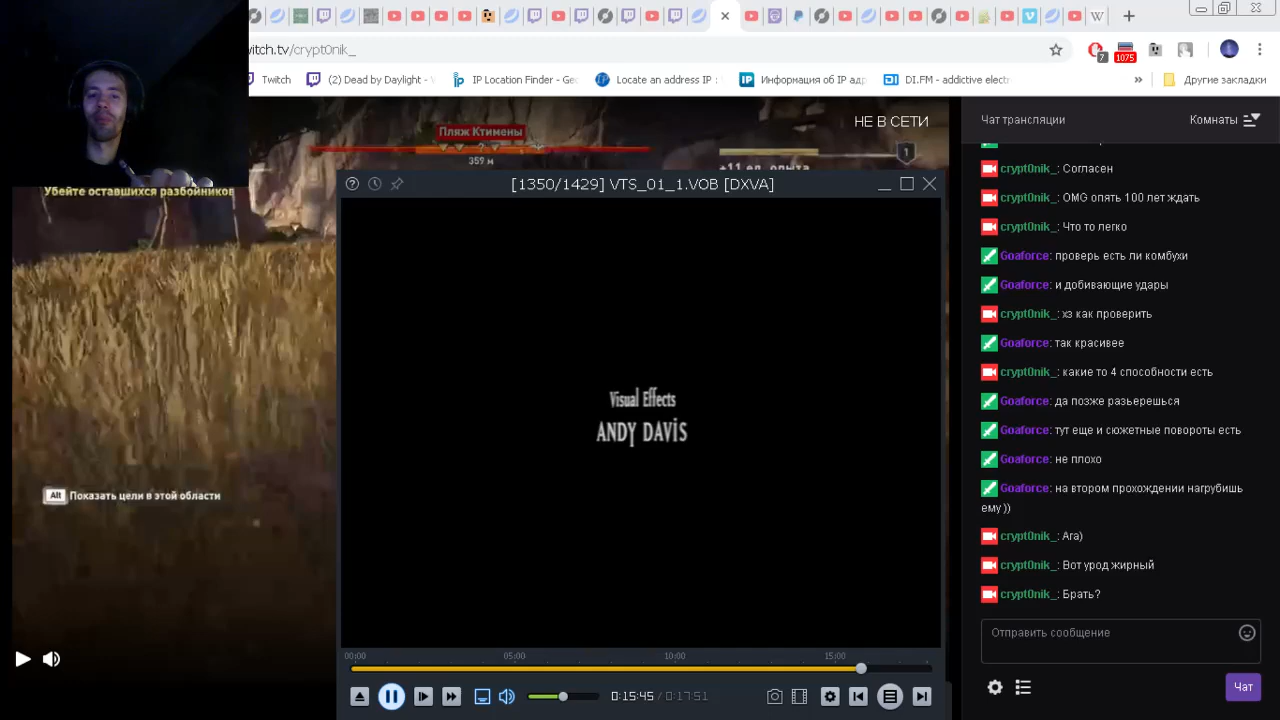 witch.tv/crypt0nik_
7
1075
Twitch
(2) Dead by Daylight -
IP Location Finder - Geo
Locate an address IP :
Информация об IP адр
DI.FM - addictive electr
»
Другие закладки
Пляж Ктимены
359 м
+11 ед. опыта
1
НЕ В СЕТИ
Убейте оставшихся разбойников
Alt Показать цели в этой области
[1350/1429] VTS_01_1.VOB [DXVA]
Visual Effects
ANDY DAVIS
00:00
05:00
10:00
15:00
0:15:45 / 0:17:51
Чат трансляции
Комнаты
crypt0nik_: Согласен
crypt0nik_: OMG опять 100 лет ждать
crypt0nik_: Что то легко
Goaforce: проверь есть ли комбухи
Goaforce: и добивающие удары
crypt0nik_: хз как проверить
Goaforce: так красивее
crypt0nik_: какие то 4 способности есть
Goaforce: да позже разьерешься
Goaforce: тут еще и сюжетные повороты есть
Goaforce: не плохо
Goaforce: на втором прохождении нагрубишь
ему ))
crypt0nik_: Ага)
crypt0nik_: Вот урод жирный
crypt0nik_: Брать?
Отправить сообщение
Чат